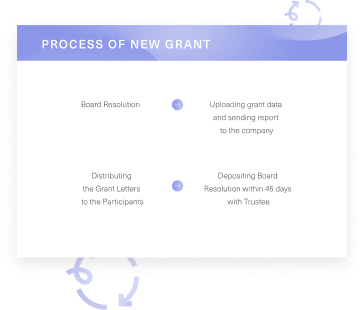 PROCESS OF NEW GRANT
Board Resolution
Uploading grant data
and sending report
to the company
Distributing
the Grant Letters
to the Participants
Depositing Board
Resolution within 45 days
with Trustee